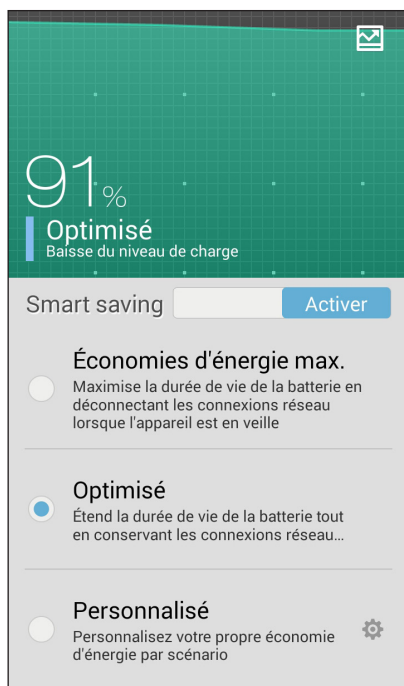 91%
Optimisé
Baisse du niveau de charge
Smart saving
Activer
Économies d'énergie max.
Maximise la durée de vie de la batterie en
déconnectant les connexions réseau
lorsque l'appareil est en veille
Optimisé
Étend la durée de vie de la batterie tout
en conservant les connexions réseau...
Personnalisé
Personnalisez votre propre économie
d'énergie par scénario